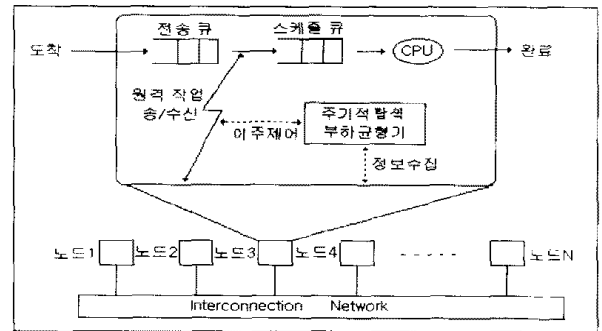 전송 큐
스케줄 큐
도착
CPU
완료
원격 작업
송/수신
이주제어
주기적 탐색
부하균형기
정보수집
노드1
노드2
노드3
노드4
노드N
Interconnection Network